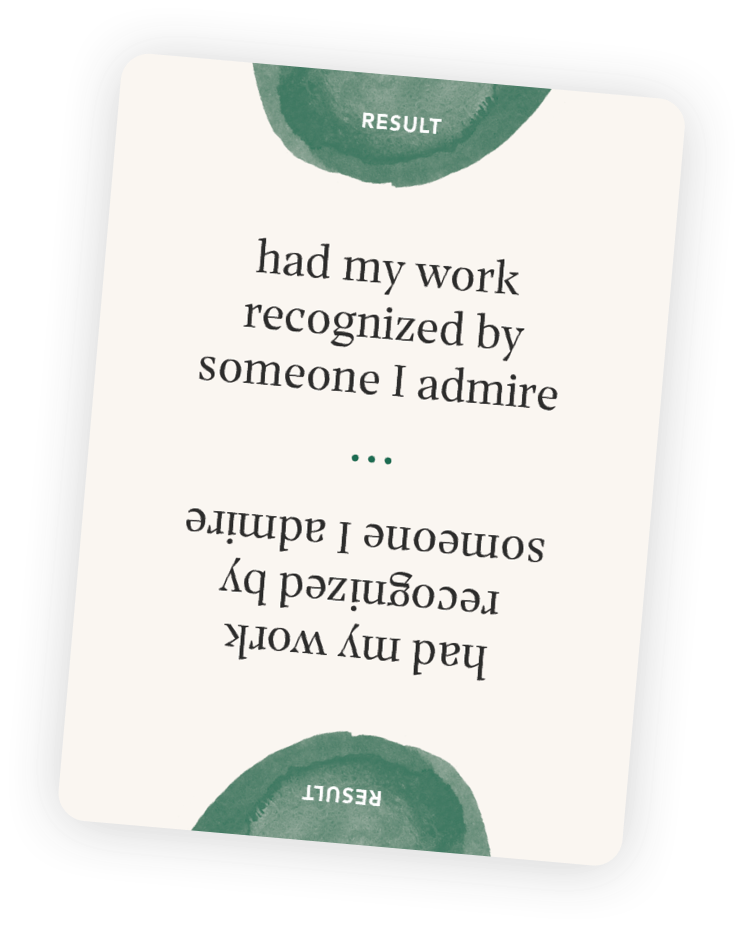 RESULT
had my work
recognized by
someone I admire
...
had my work
recognized by
someone I admire
RESULT